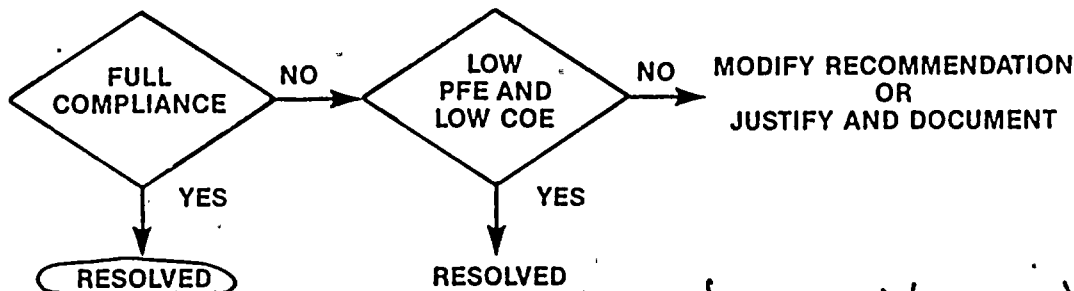 FULL
COMPLIANCE
NO
LOW
PFE AND
LOW COE
NO
MODIFY RECOMMENDATION
OR
JUSTIFY AND DOCUMENT
YES
YES
RESOLVED
RESOLVED